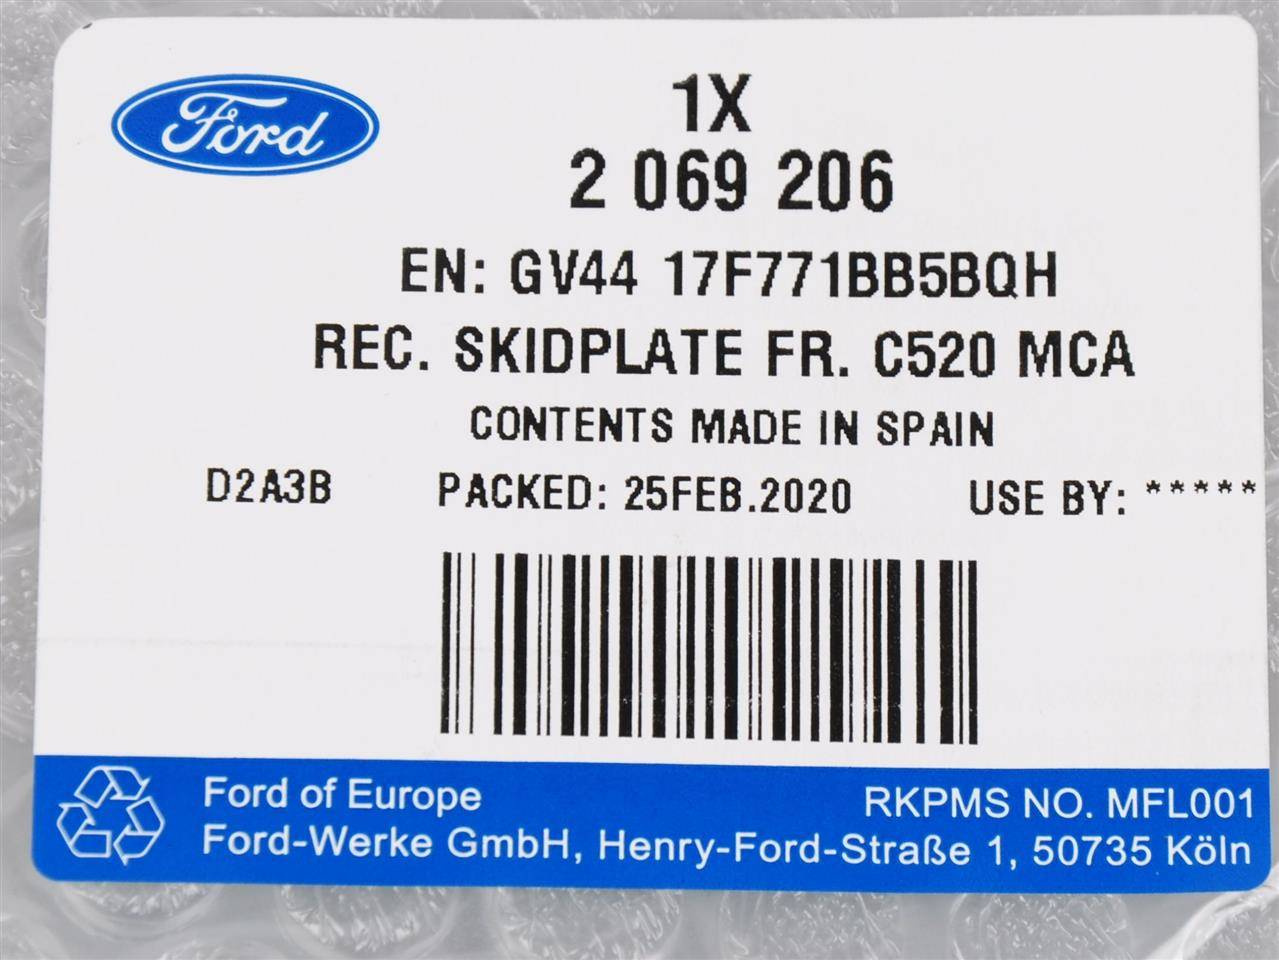 Ford
1X
2 069 206
EN: GV44 17F771BB5BQH
REC. SKIDPLATE FR. C520 MCA
CONTENTS MADE IN SPAIN
D2A3B PACKED: 25FEB.2020 USE BY: *****
Ford of Europe RKPMS NO. MFL001
Ford-Werke GmbH, Henry-Ford-Straße 1, 50735 Köln